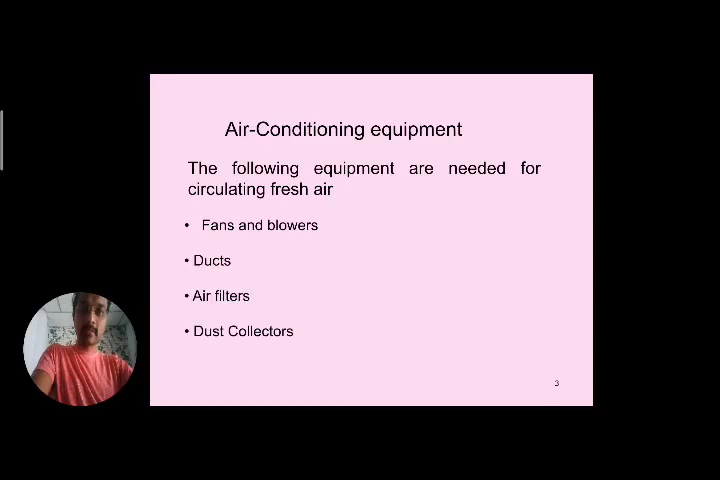 Air-Conditioning equipment
The following equipment are needed for
circulating fresh air
• Fans and blowers
• Ducts
• Air filters
• Dust Collectors
3